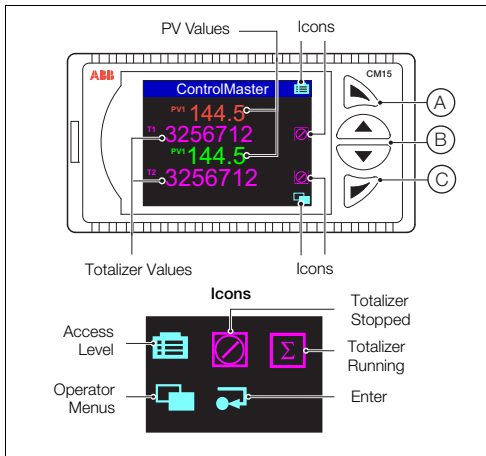 PV Values
Icons
ABB
CM15
ControlMaster
PV1 144.5
T1 3256712
PV1 144.5
T2 3256712
A
B
C
Totalizer Values
Icons
Icons
Access
Level
Totalizer
Stopped
Σ
Totalizer
Running
Operator
Menus
Enter